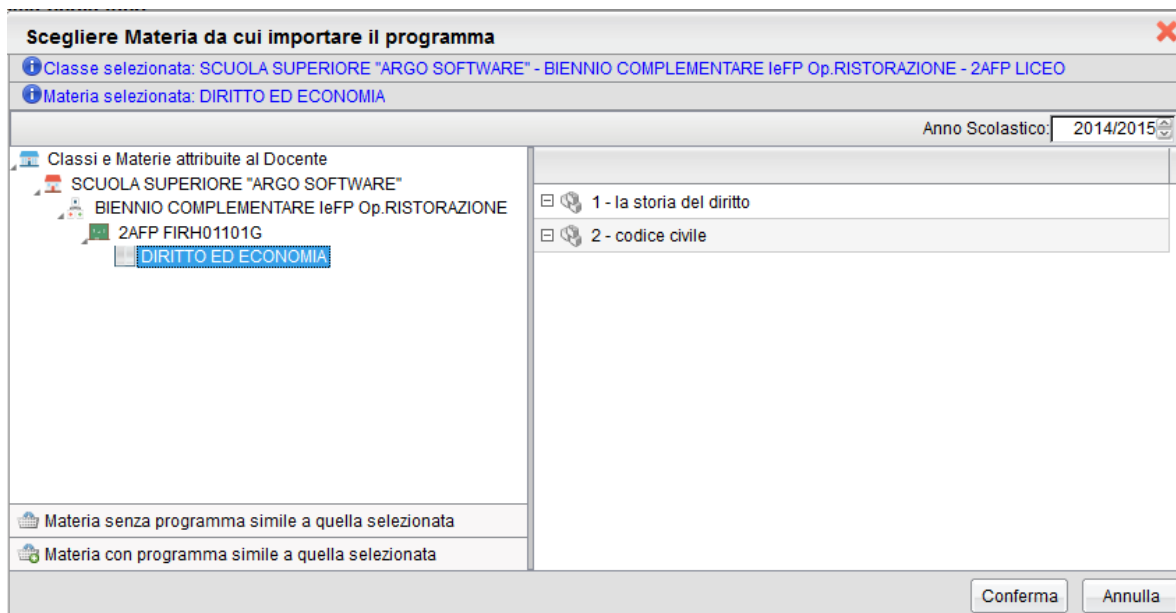 Scegliere Materia da cui importare il programma
Classe selezionata: SCUOLA SUPERIORE "ARGO SOFTWARE" - BIENNIO COMPLEMENTARE IeFP Op.RISTORAZIONE - 2AFP LICEO
Materia selezionata: DIRITTO ED ECONOMIA
Anno Scolastico: 2014/2015
Classi e Materie attribuite al Docente
SCUOLA SUPERIORE "ARGO SOFTWARE"
BIENNIO COMPLEMENTARE IeFP Op.RISTORAZIONE
2AFP FIRH01101G
DIRITTO ED ECONOMIA
1 - la storia del diritto
2 - codice civile
Materia senza programma simile a quella selezionata
Materia con programma simile a quella selezionata
Conferma
Annulla